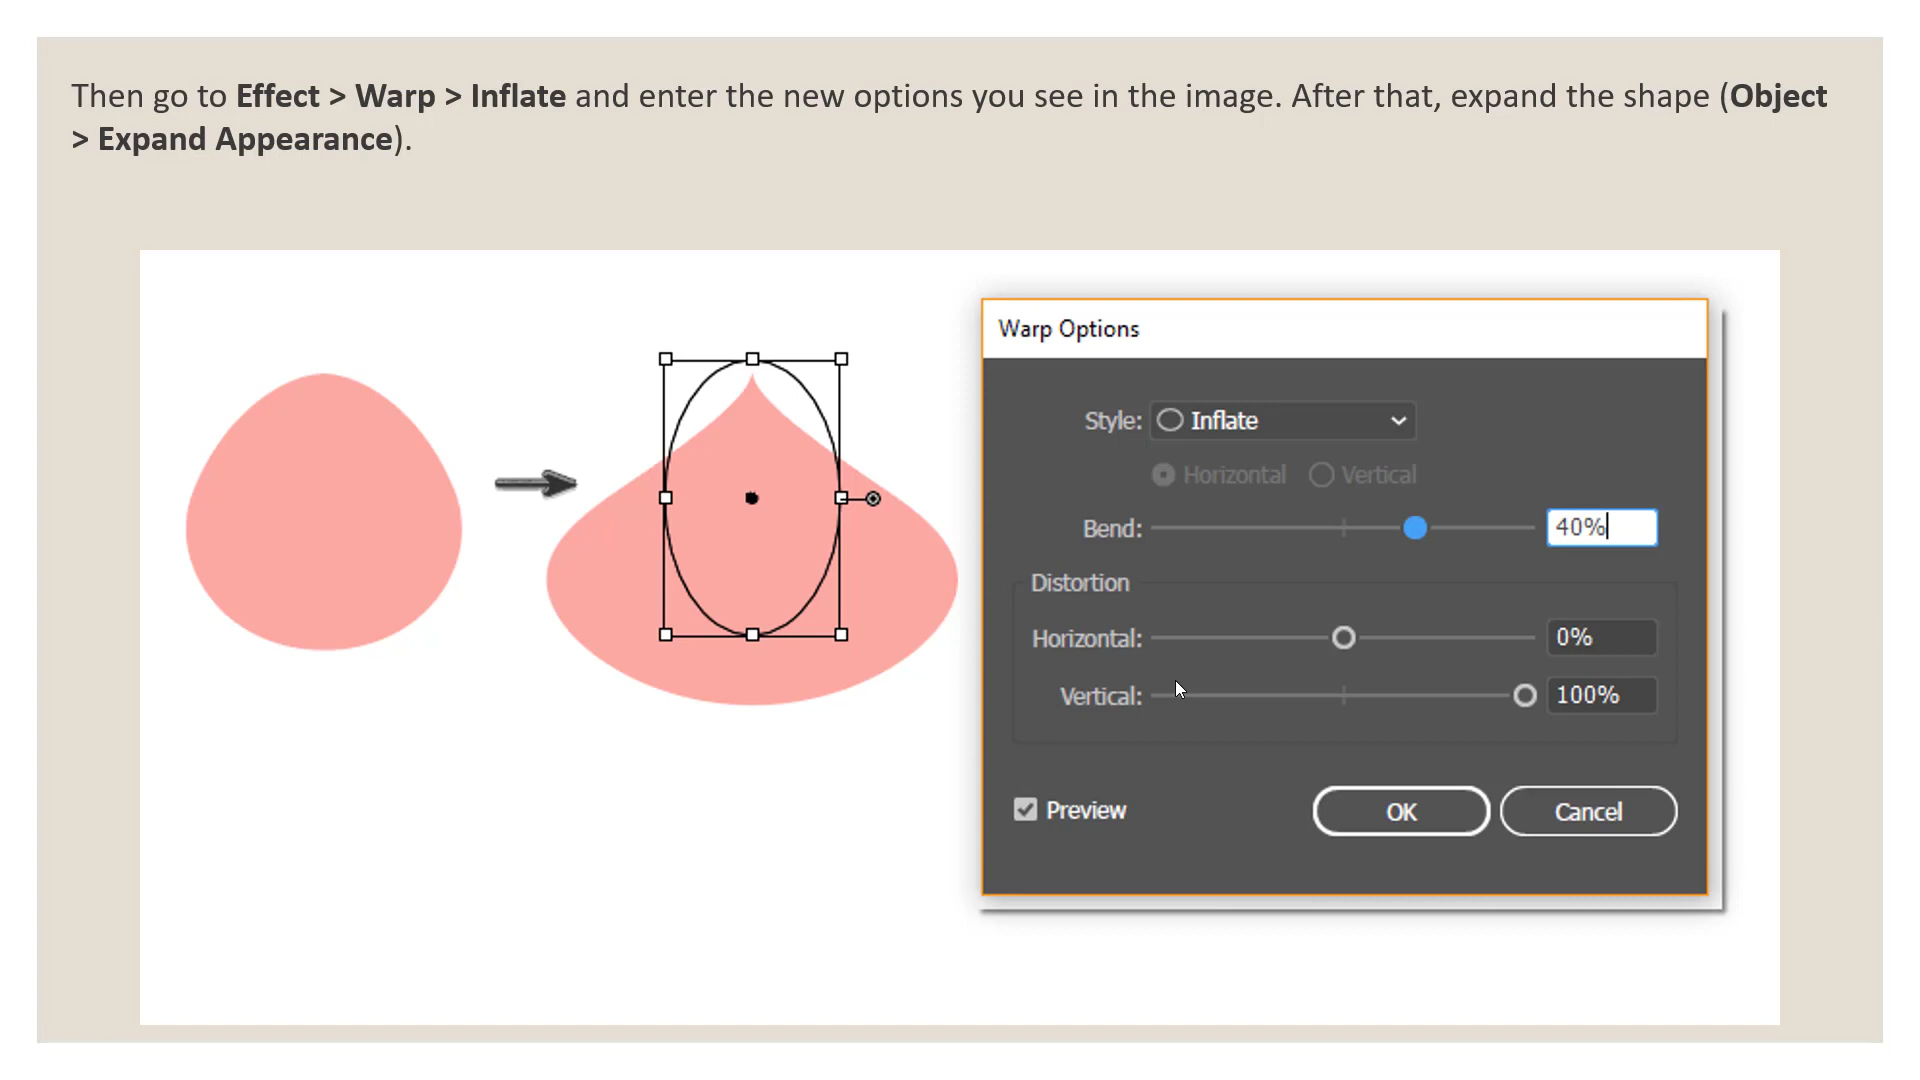 Then go to Effect > Warp > Inflate and enter the new options you see in the image. After that, expand the shape (Object
> Expand Appearance).
Warp Options
Style: Inflate
Horizontal Vertical
Bend: 40%
Distortion
Horizontal: 0%
Vertical: 100%
Preview OK Cancel